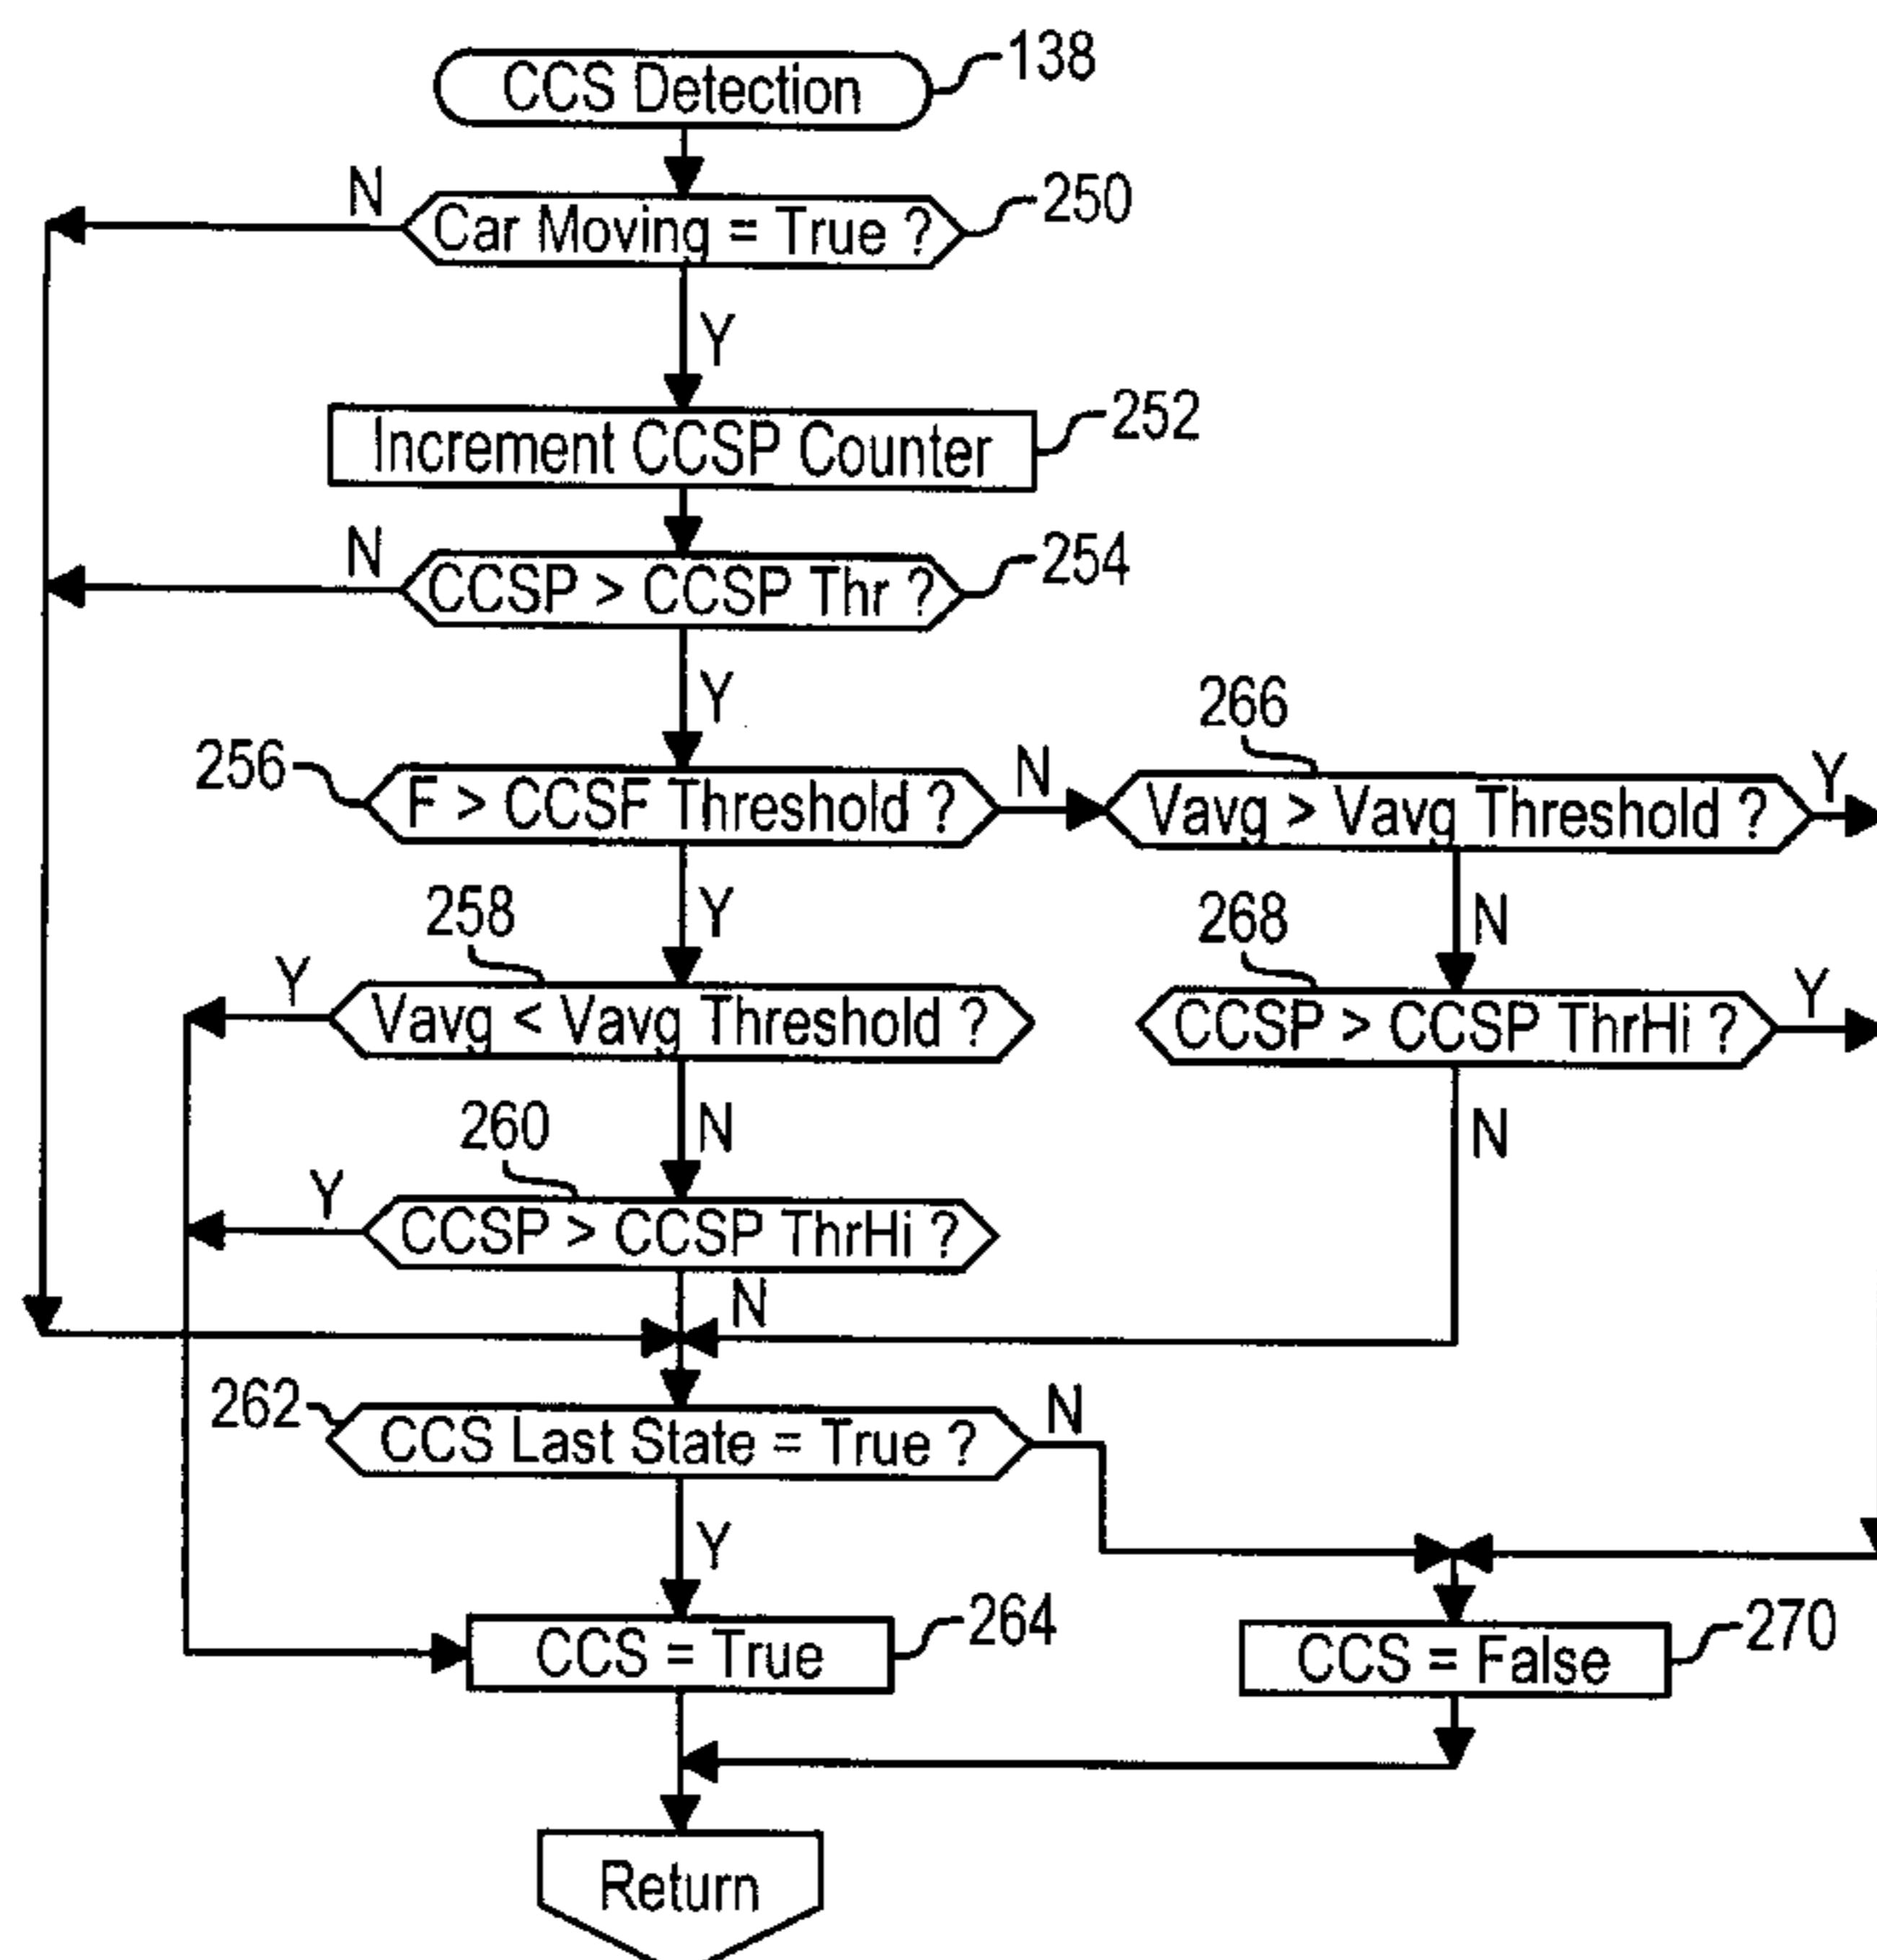 CCS Detection
138
N
Car Moving = True ?
250
Y
Increment CCSP Counter
252
N
CCSP > CCSP Thr ?
254
Y
266
256
F > CCSF Threshold ?
N
Vavg > Vavg Threshold ?
Y
258
Y
268
N
Y
Vavg < Vavg Threshold ?
CCSP > CCSP ThrHi ?
Y
260
N
N
Y
CCSP > CCSP ThrHi ?
N
262
CCS Last State = True ?
N
Y
CCS = True
264
CCS = False
270
Return